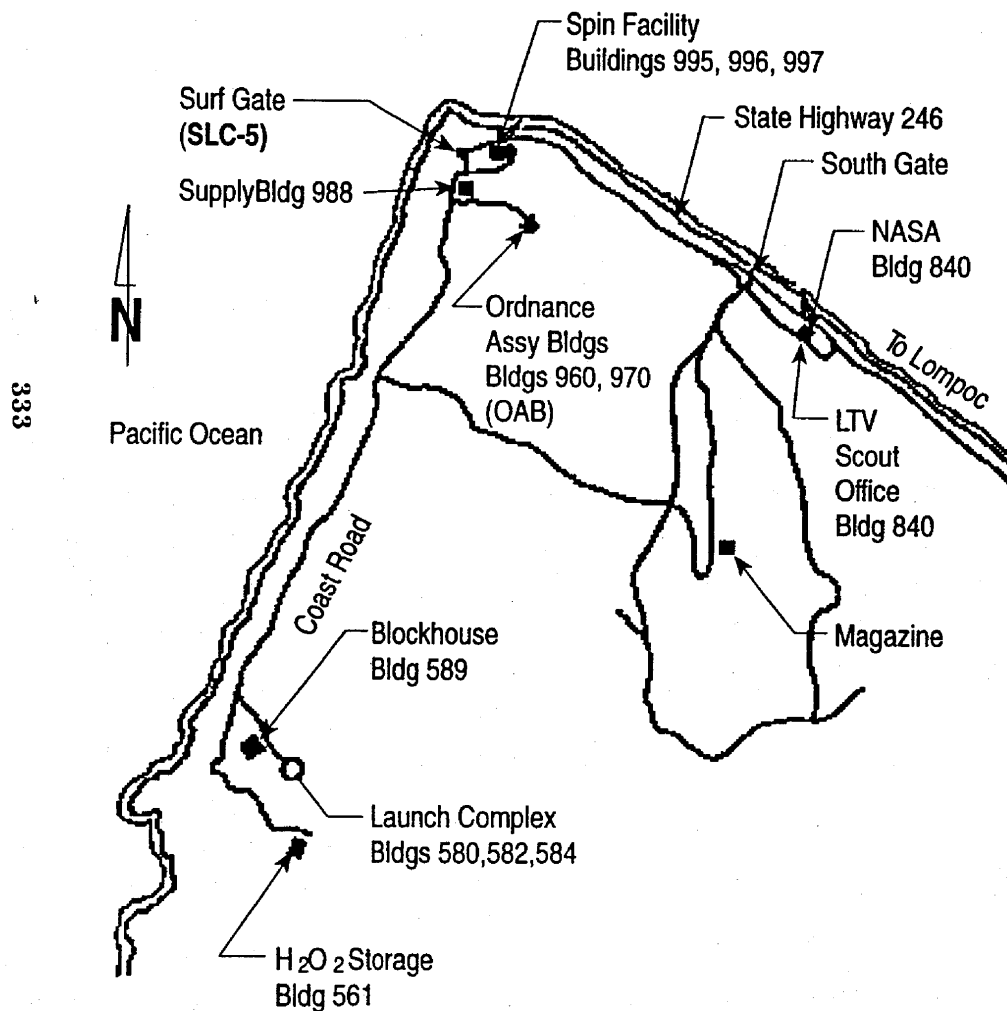 Spin Facility
Buildings 995, 996, 997
Surf Gate
(SLC-5)
State Highway 246
South Gate
SupplyBldg 988
NASA
Bldg 840
N
Ordnance
Assy Bldgs
Bldgs 960, 970
(OAB)
To Lompoc
333
Pacific Ocean
LTV
Scout
Office
Bldg 840
Coast Road
Blockhouse
Bldg 589
Magazine
Launch Complex
Bldgs 580,582,584
H2O2 Storage
Bldg 561